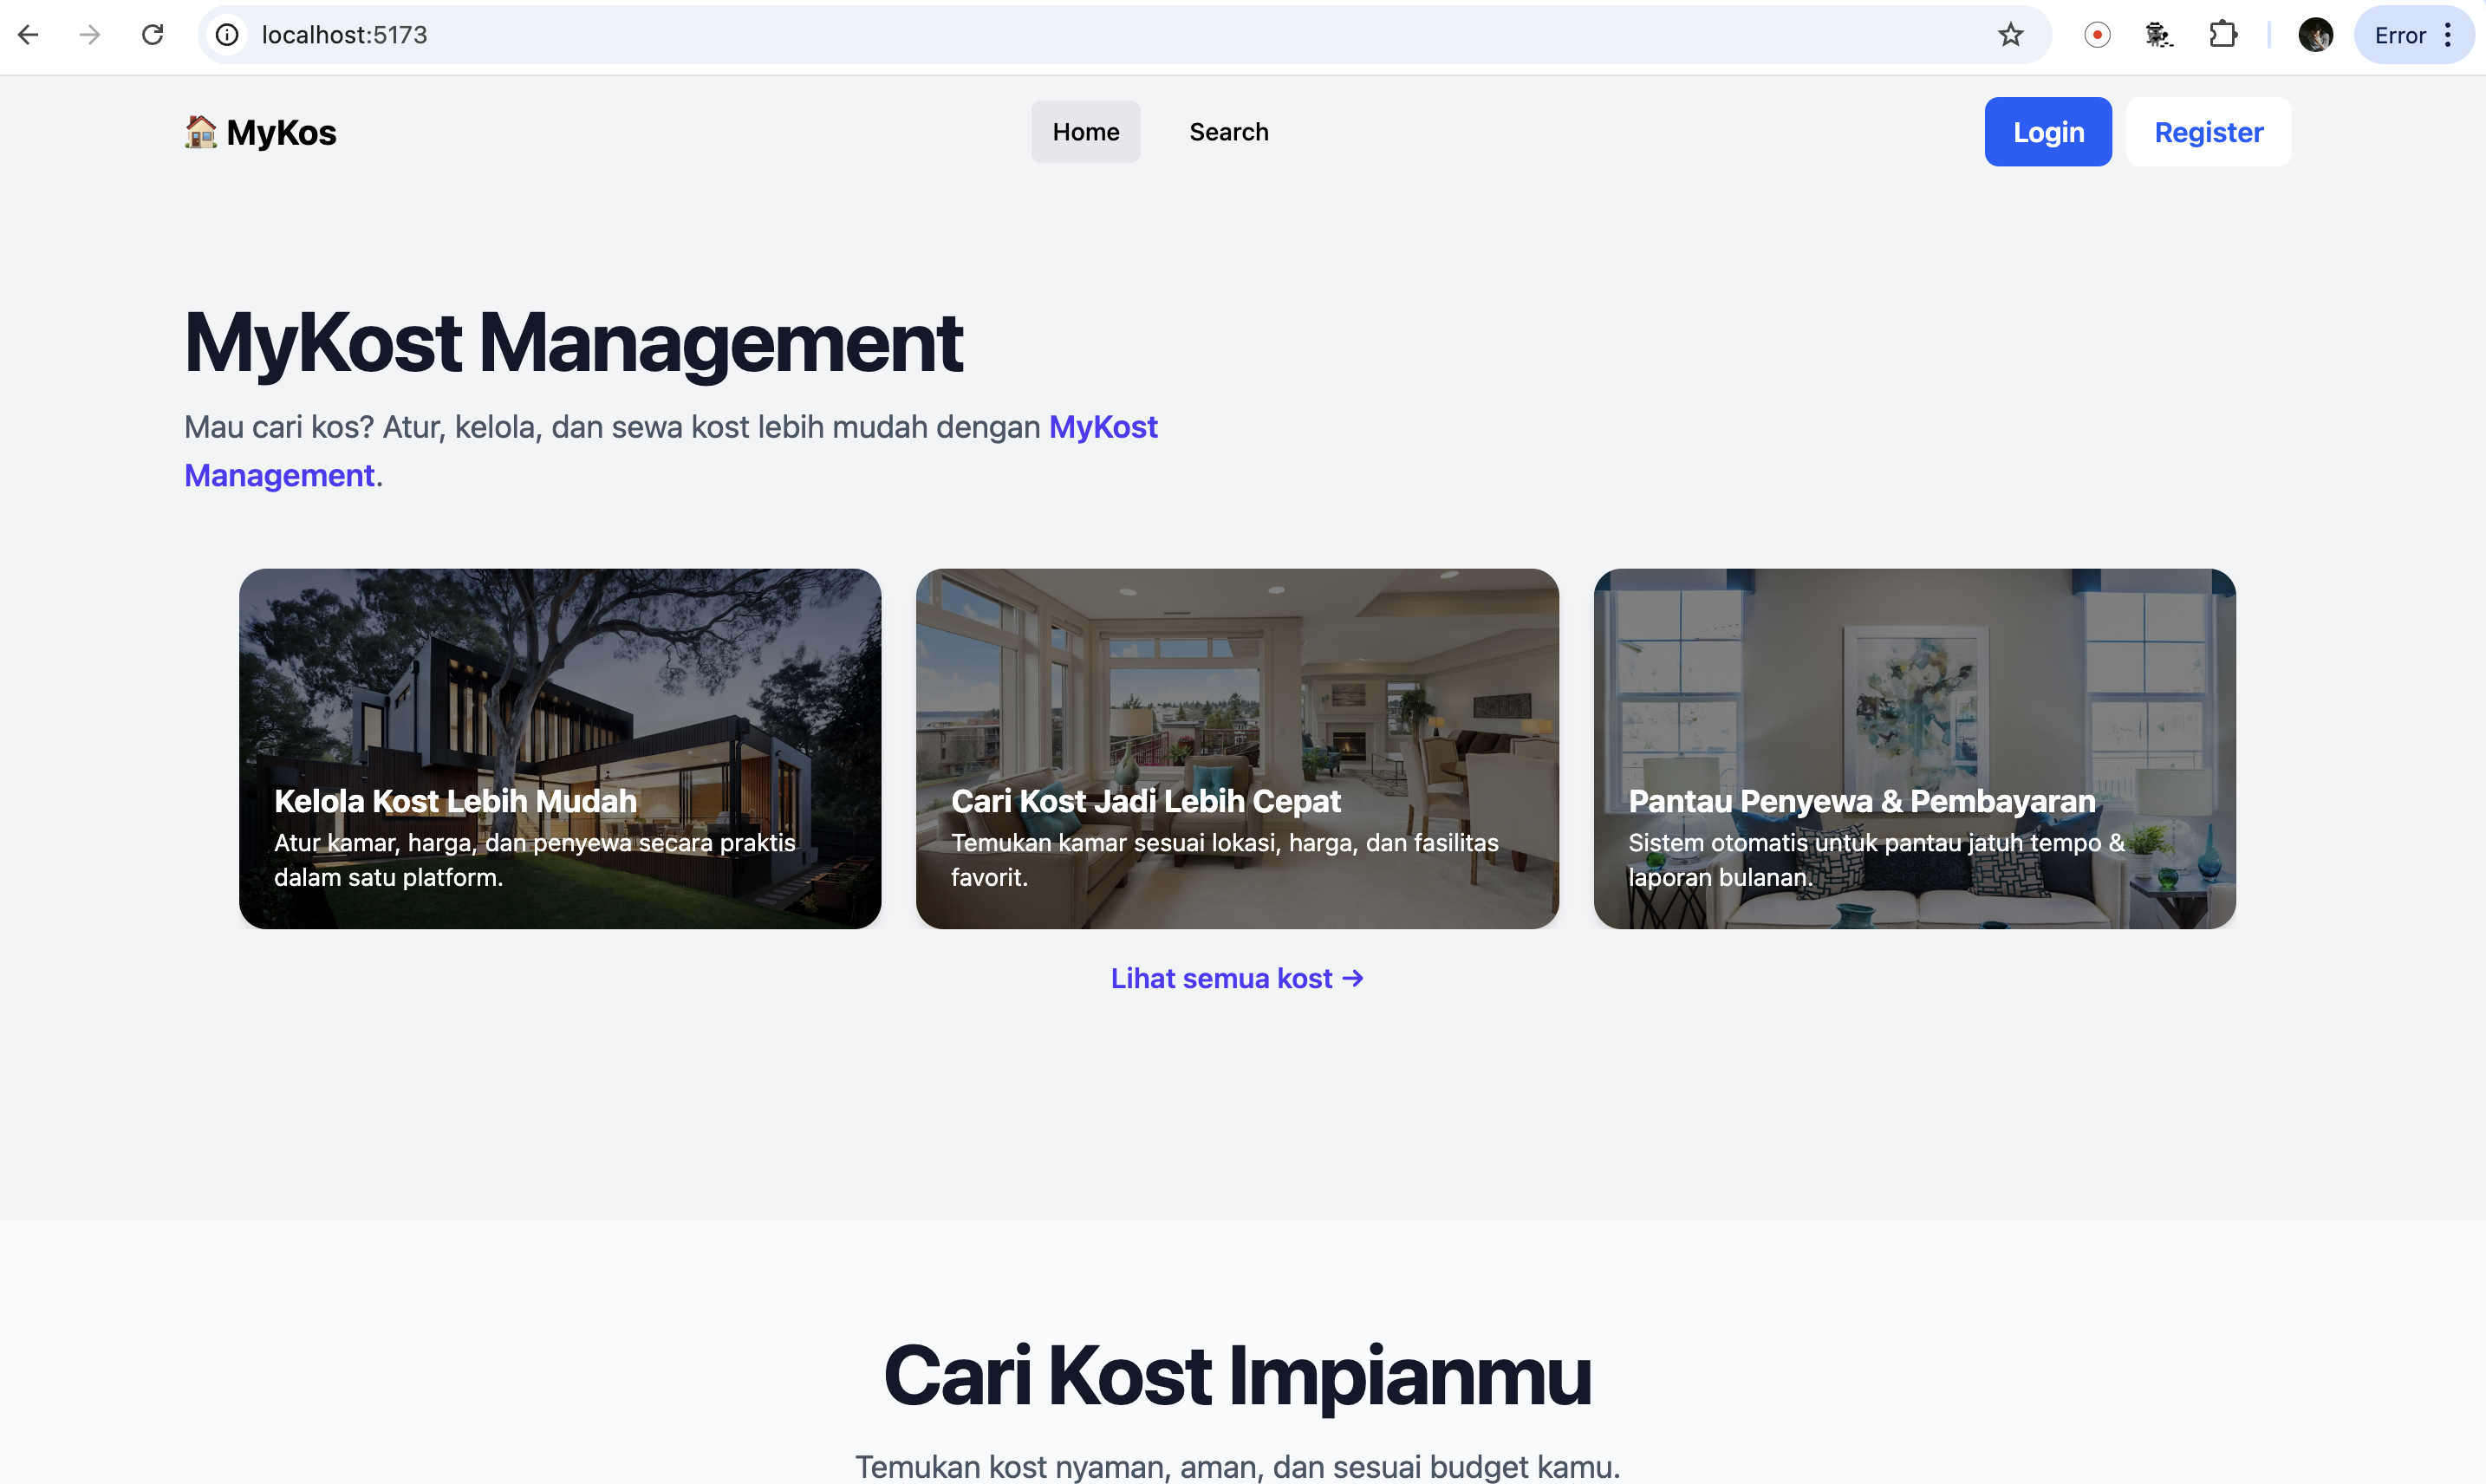 localhost:5173
Error
MyKos
Home
Search
Login
Register
MyKost Management
Mau cari kos? Atur, kelola, dan sewa kost lebih mudah dengan MyKost
Management.
Kelola Kost Lebih Mudah
Atur kamar, harga, dan penyewa secara praktis
dalam satu platform.
Cari Kost Jadi Lebih Cepat
Temukan kamar sesuai lokasi, harga, dan fasilitas
favorit.
Pantau Penyewa & Pembayaran
Sistem otomatis untuk pantau jatuh tempo &
laporan bulanan.
Lihat semua kost →
Cari Kost Impianmu
Temukan kost nyaman, aman, dan sesuai budget kamu.